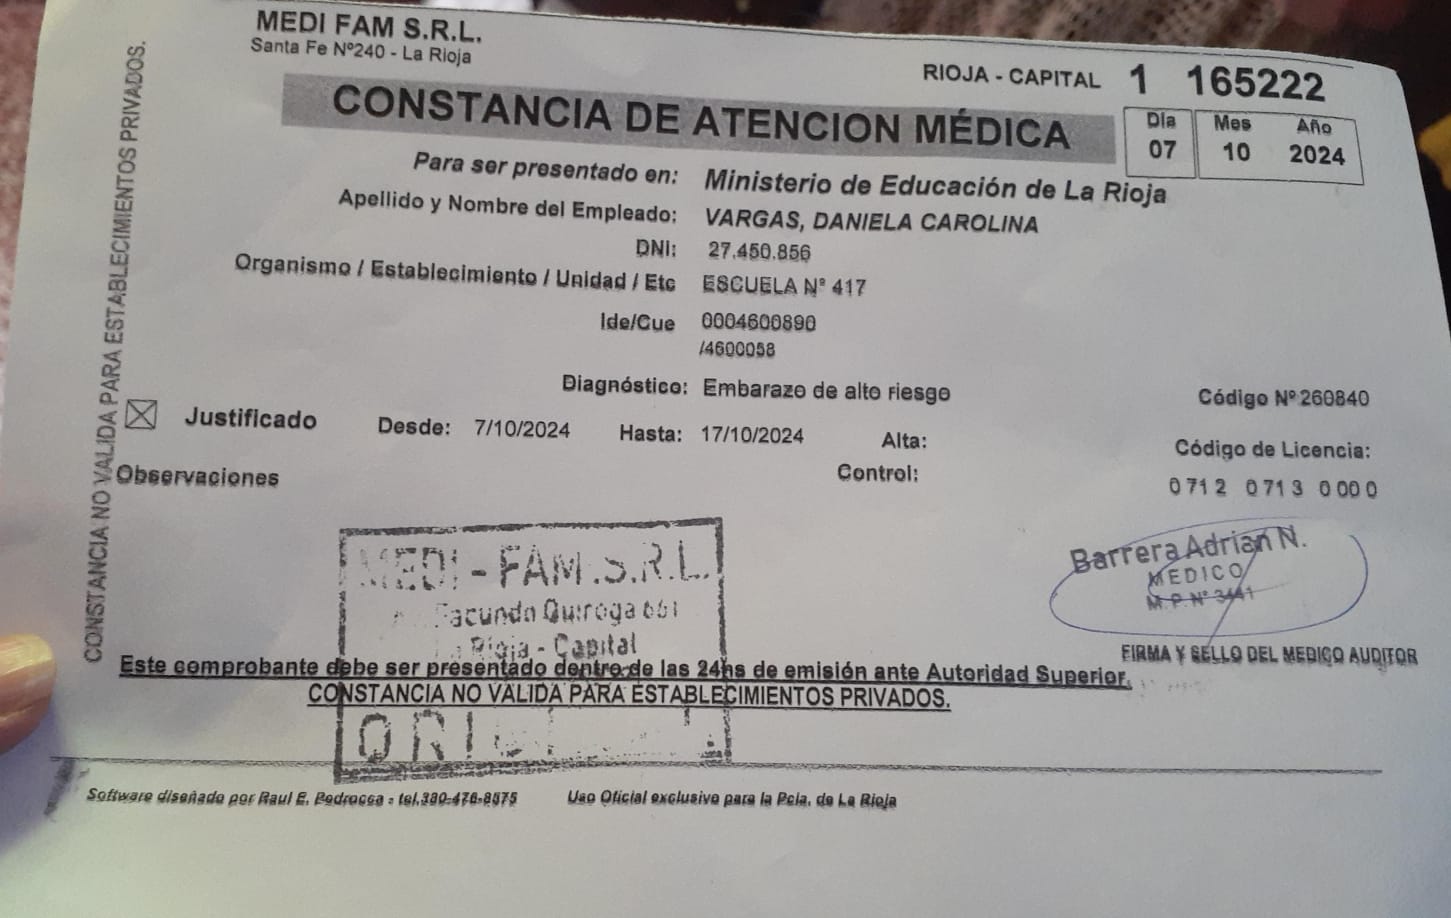 MEDI FAM S.R.L.
Santa Fe Nº240 - La Rioja
RIOJA - CAPITAL 1 165222
CONSTANCIA DE ATENCION MÉDICA
Día Mes Año
07 10 2024
Para ser presentado en: Ministerio de Educación de La Rioja
Apellido y Nombre del Empleado: VARGAS, DANIELA CAROLINA
DNI: 27.450.856
Organismo / Establecimiento / Unidad / Etc ESCUELA Nº 417
Ide/Cue 0004600890
/4600058
Diagnóstico: Embarazo de alto riesgo
Código Nº 260840
Justificado Desde: 7/10/2024 Hasta: 17/10/2024 Alta:
Código de Licencia:
Control:
0712 0713 0000
Observaciones
CONSTANCIA NO VALIDA PARA ESTABLECIMIENTOS PRIVADOS.
MEDI-FAM.S.R.L.
Facundo Quiroga 661
La Rioja - Capital
Barrera Adrian N.
MEDICO
M.P. Nº 3441
FIRMA Y SELLO DEL MEDICO AUDITOR
Este comprobante debe ser presentado dentro de las 24hs de emisión ante Autoridad Superior.
CONSTANCIA NO VALIDA PARA ESTABLECIMIENTOS PRIVADOS.
Software diseñado por Raul E. Pedrocca - tel.380-476-8575 Uso Oficial exclusivo para la Pcia. de La Rioja